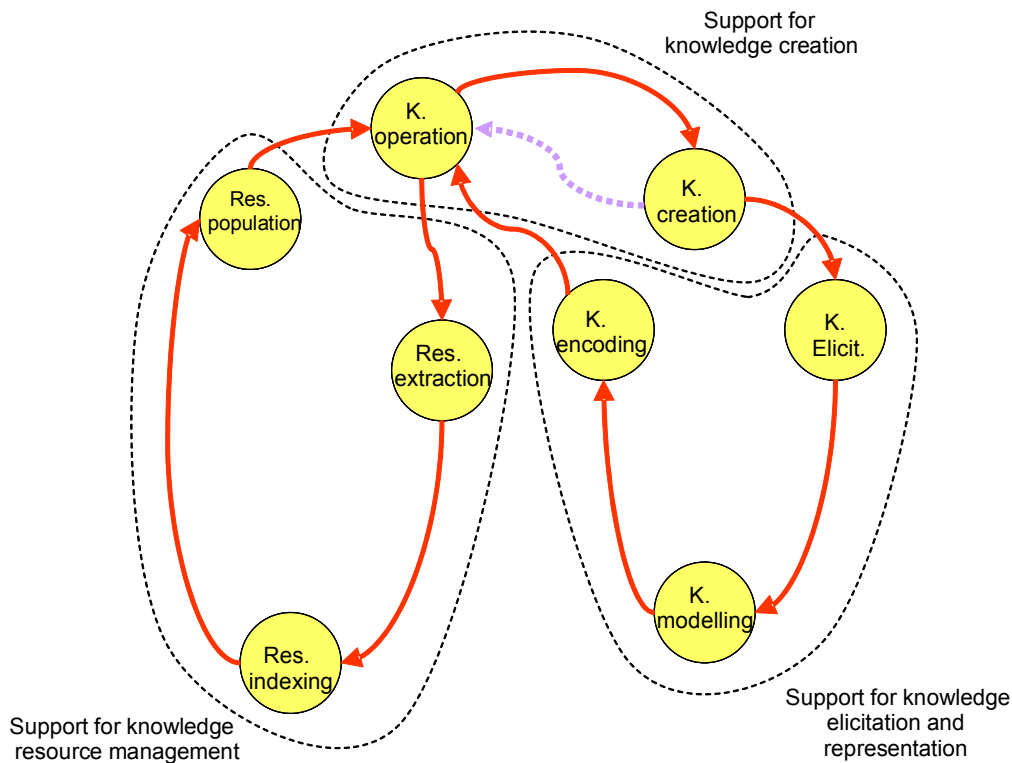 Support for
knowledge creation
K.
operation
K.
creation
Res.
population
K.
encoding
K.
Elicit.
Res.
extraction
K.
modelling
Res.
indexing
Support for knowledge
resource management
Support for knowledge
elicitation and
representation